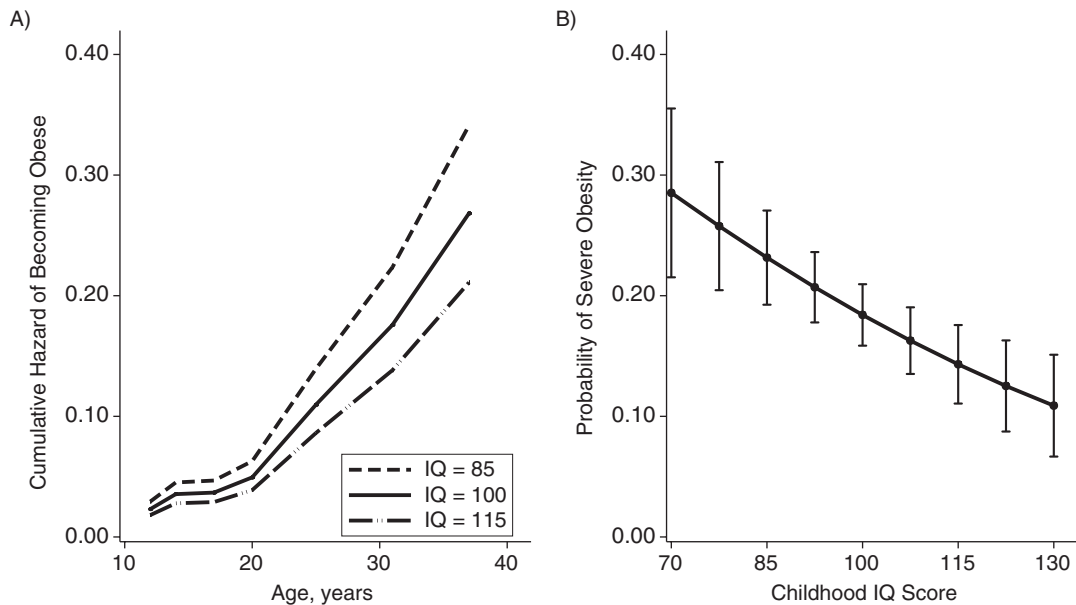 A)
Cumulative Hazard of Becoming Obese
0.40
0.30
0.20
0.10
0.00
10
20
30
40
Age, years
IQ = 85
IQ = 100
IQ = 115
B)
Probability of Severe Obesity
0.40
0.30
0.20
0.10
0.00
70
85
100
115
130
Childhood IQ Score